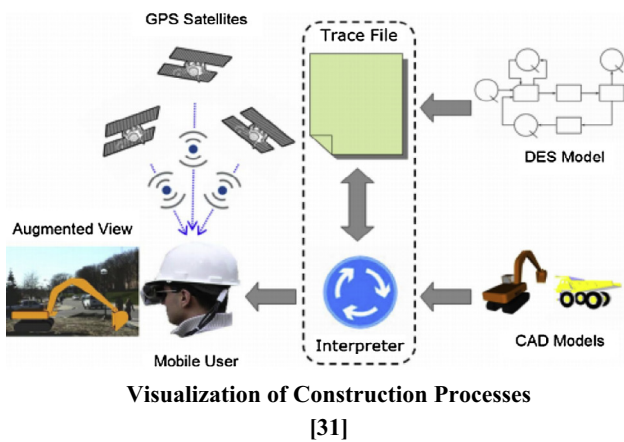 GPS Satellites
Trace File
DES Model
Augmented View
Mobile User
Interpreter
CAD Models
Visualization of Construction Processes
[31]